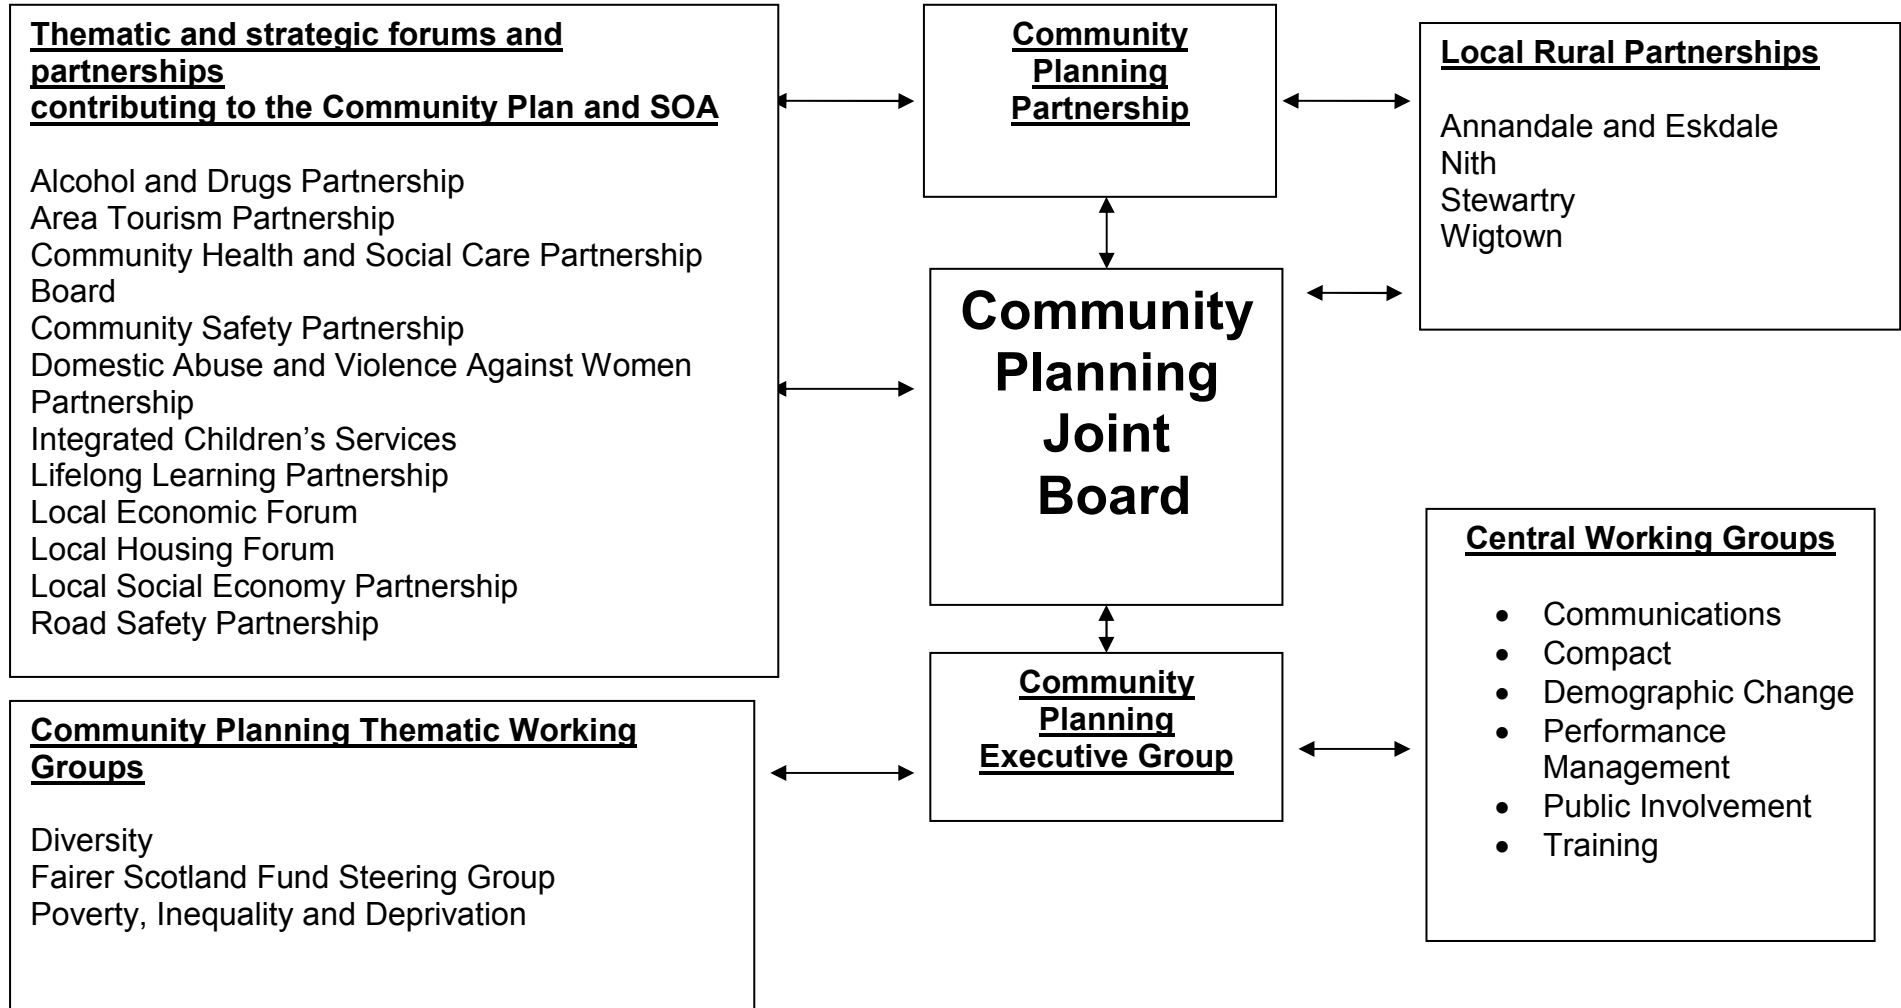 Thematic and strategic forums and
partnerships
contributing to the Community Plan and SOA
Alcohol and Drugs Partnership
Area Tourism Partnership
Community Health and Social Care Partnership
Board
Community Safety Partnership
Domestic Abuse and Violence Against Women
Partnership
Integrated Children’s Services
Lifelong Learning Partnership
Local Economic Forum
Local Housing Forum
Local Social Economy Partnership
Road Safety Partnership
Community Planning Thematic Working
Groups
Diversity
Fairer Scotland Fund Steering Group
Poverty, Inequality and Deprivation
Community
Planning
Partnership
Community
Planning
Joint
Board
Community
Planning
Executive Group
Local Rural Partnerships
Annandale and Eskdale
Nith
Stewartry
Wigtown
Central Working Groups
• Communications
• Compact
• Demographic Change
• Performance
Management
• Public Involvement
• Training